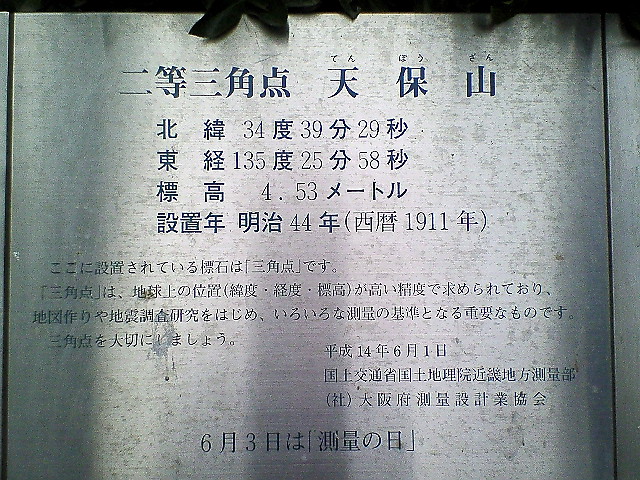 てん ぽう ざん
二等三角点 天保山
北緯 34度39分29秒
東経135度25分58秒
標高 4.53メートル
設置年 明治44年(西暦1911年)
ここに設置されている標石は「三角点」です。
「三角点」は、地球上の位置(緯度・経度・標高)が高い精度で求められており、
地図作りや地震調査研究をはじめ、いろいろな測量の基準となる重要なものです。
三角点を大切にしましょう。
平成14年6月1日
国土交通省国土地理院近畿地方測量部
(社)大阪府測量設計業協会
6月3日は「測量の日」